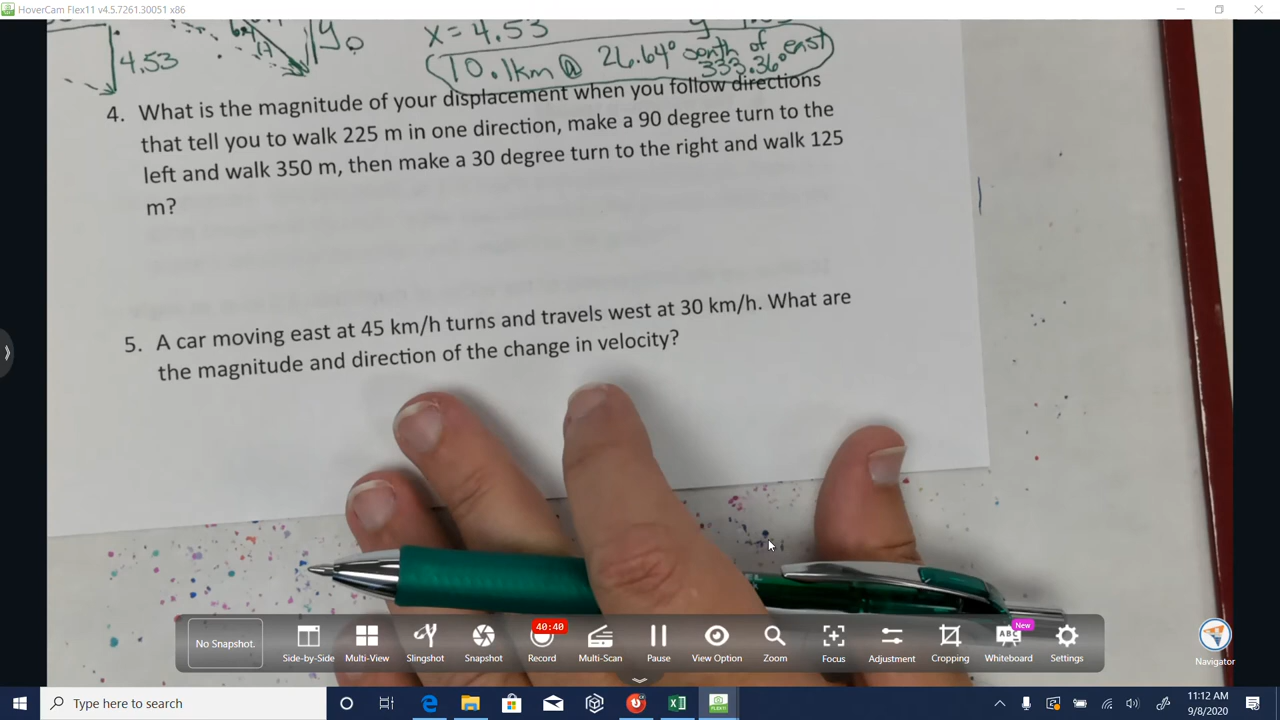 HoverCam Flex11 v4.5.7261.30051 x86
x= 4.53
4.53
10.1km @ 26.64° south of east
333.36°
4. What is the magnitude of your displacement when you follow directions
that tell you to walk 225 m in one direction, make a 90 degree turn to the
left and walk 350 m, then make a 30 degree turn to the right and walk 125
m?
5. A car moving east at 45 km/h turns and travels west at 30 km/h. What are
the magnitude and direction of the change in velocity?
No Snapshot.
40:40
New
ABC
Side-by-Side Multi-View Slingshot Snapshot Record Multi-Scan Pause View Option Zoom Focus Adjustment Cropping Whiteboard Settings
Navigator
Type here to search
FLEX11
11:12 AM
9/8/2020